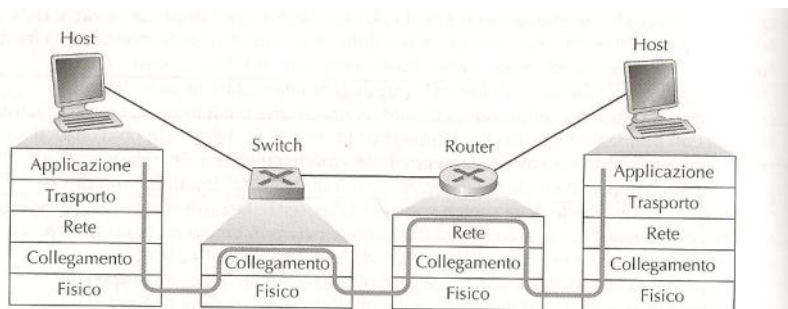 Host
Applicazione
Trasporto
Rete
Collegamento
Fisico
Switch
Collegamento
Fisico
Router
Rete
Collegamento
Fisico
Host
Applicazione
Trasporto
Rete
Collegamento
Fisico